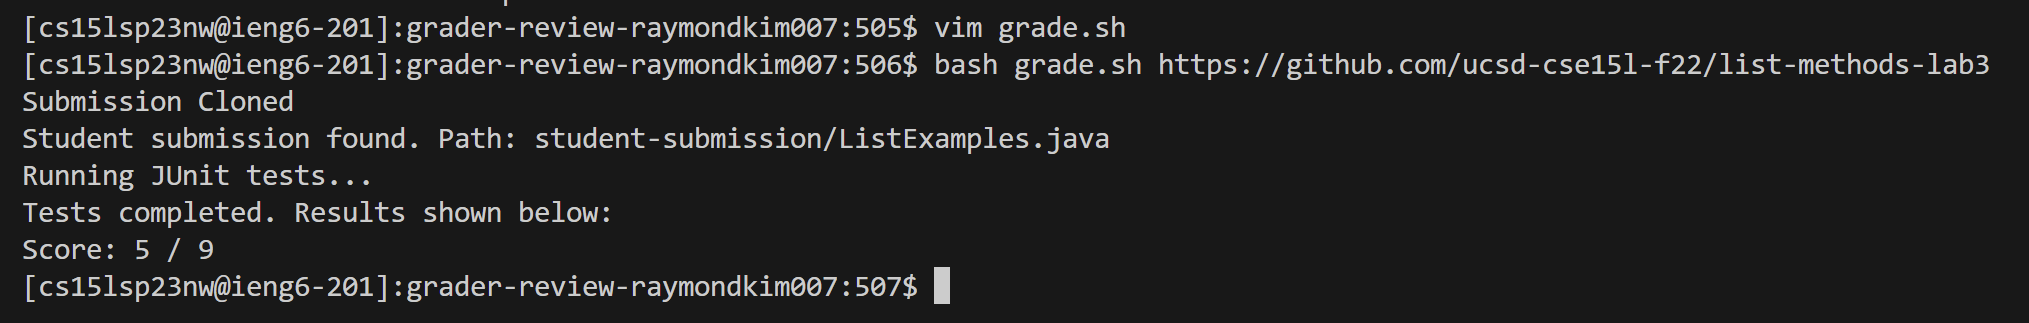 [cs15lsp23nw@ieng6-201]:grader-review-raymondkim007:505$ vim grade.sh
[cs15lsp23nw@ieng6-201]:grader-review-raymondkim007:506$ bash grade.sh https://github.com/ucsd-cse15l-f22/list-methods-lab3
Submission Cloned
Student submission found. Path: student-submission/ListExamples.java
Running JUnit tests...
Tests completed. Results shown below:
Score: 5 / 9
[cs15lsp23nw@ieng6-201]:grader-review-raymondkim007:507$